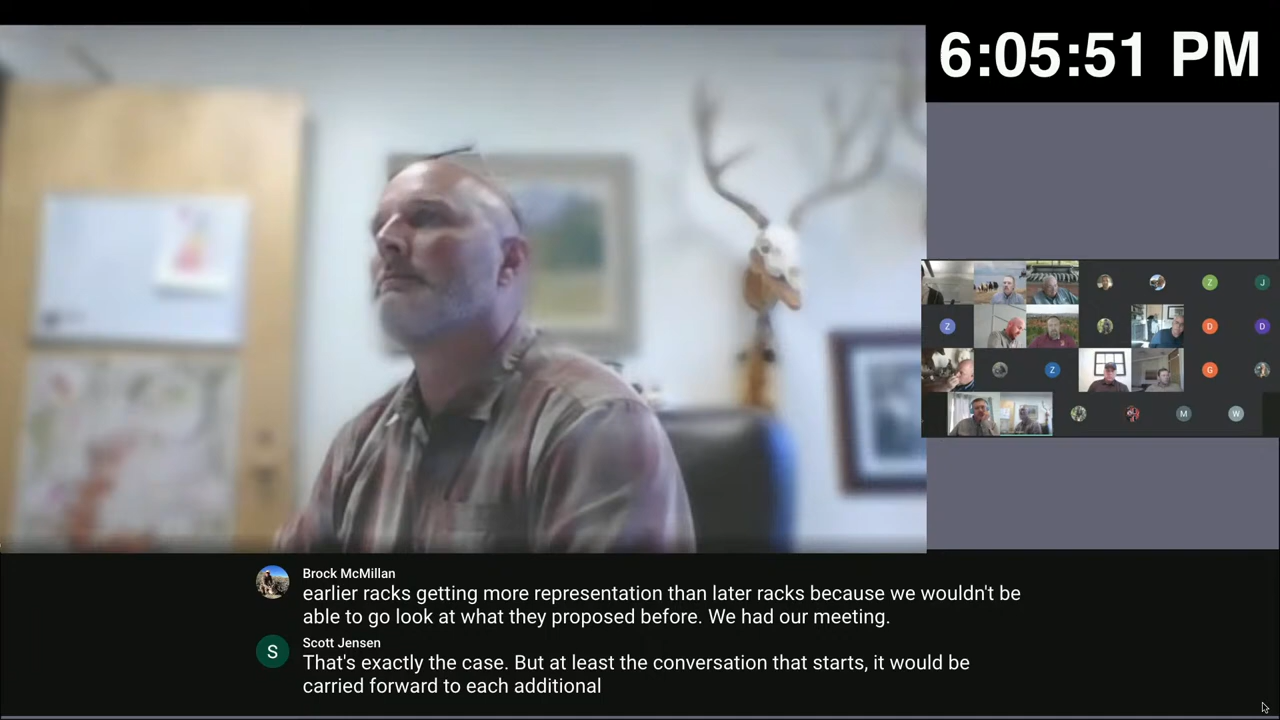 6:05:51 PM
Z
J
Z
D
D
Z
G
M
W
Brock McMillan
earlier racks getting more representation than later racks because we wouldn't be
able to go look at what they proposed before. We had our meeting.
S
Scott Jensen
That's exactly the case. But at least the conversation that starts, it would be
carried forward to each additional